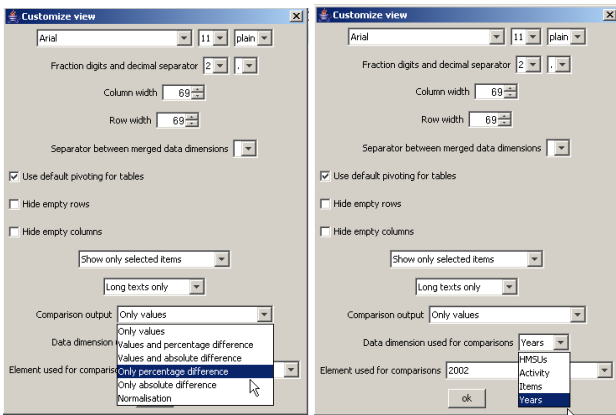 Customize view
Arial 11 plain
Fraction digits and decimal separator 2 .
Column width 69
Row width 69
Separator between merged data dimensions
Use default pivoting for tables
Hide empty rows
Hide empty columns
Show only selected items
Long texts only
Comparison output Only values
Only values
Data dimension
Values and percentage difference
Values and absolute difference
Element used for comparisons
Only percentage difference
Only absolute difference
Normalisation
Customize view
Arial 11 plain
Fraction digits and decimal separator 2 .
Column width 69
Row width 69
Separator between merged data dimensions
Use default pivoting for tables
Hide empty rows
Hide empty columns
Show only selected items
Long texts only
Comparison output Only values
Data dimension used for comparisons Years
HMSUs
Element used for comparisons 2002
Activity
Items
Years
ok